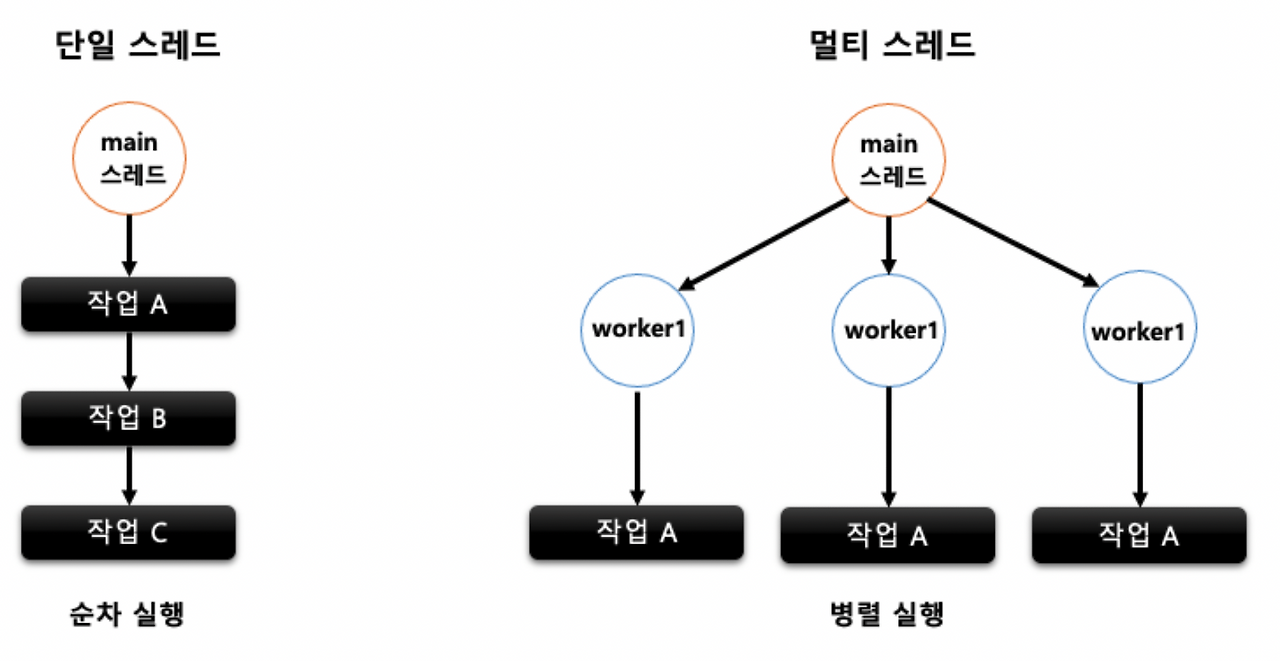 단일 스레드
main
스레드
작업 A
작업 B
작업 C
순차 실행
멀티 스레드
main
스레드
worker1
worker1
worker1
작업 A
작업 A
작업 A
병렬 실행